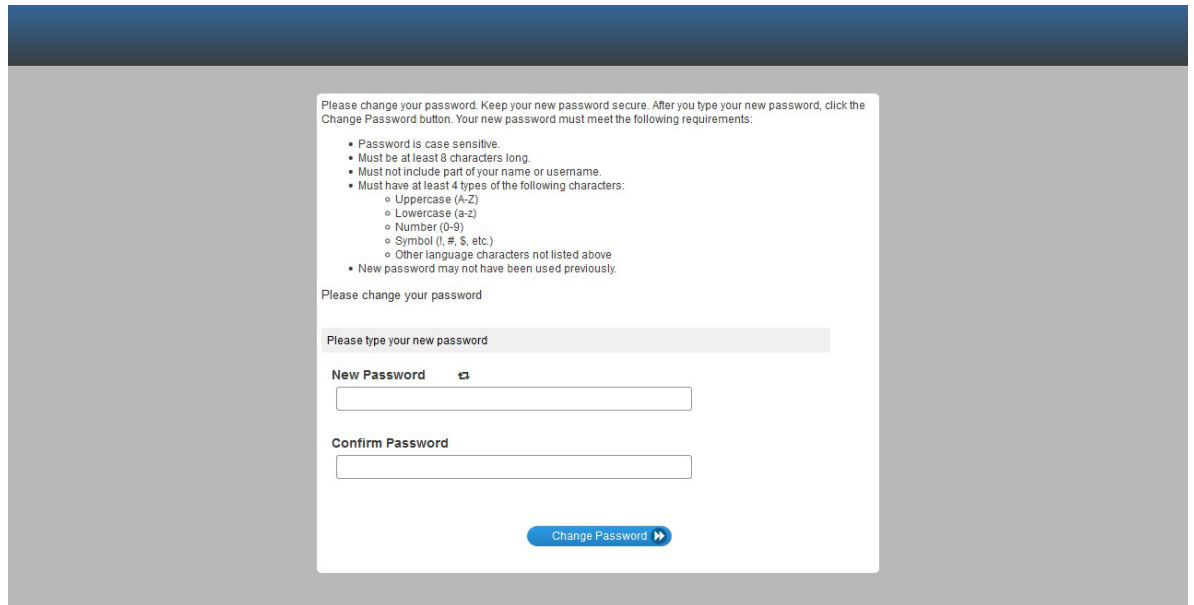 Please change your password. Keep your new password secure. After you type your new password, click the
Change Password button. Your new password must meet the following requirements:
Password is case sensitive.
Must be at least 8 characters long.
Must not include part of your name or username.
Must have at least 4 types of the following characters:
Uppercase (A-Z)
Lowercase (a-z)
Number (0-9)
Symbol (!, #, $, etc.)
Other language characters not listed above
New password may not have been used previously.
Please change your password
Please type your new password
New Password
Confirm Password
Change Password